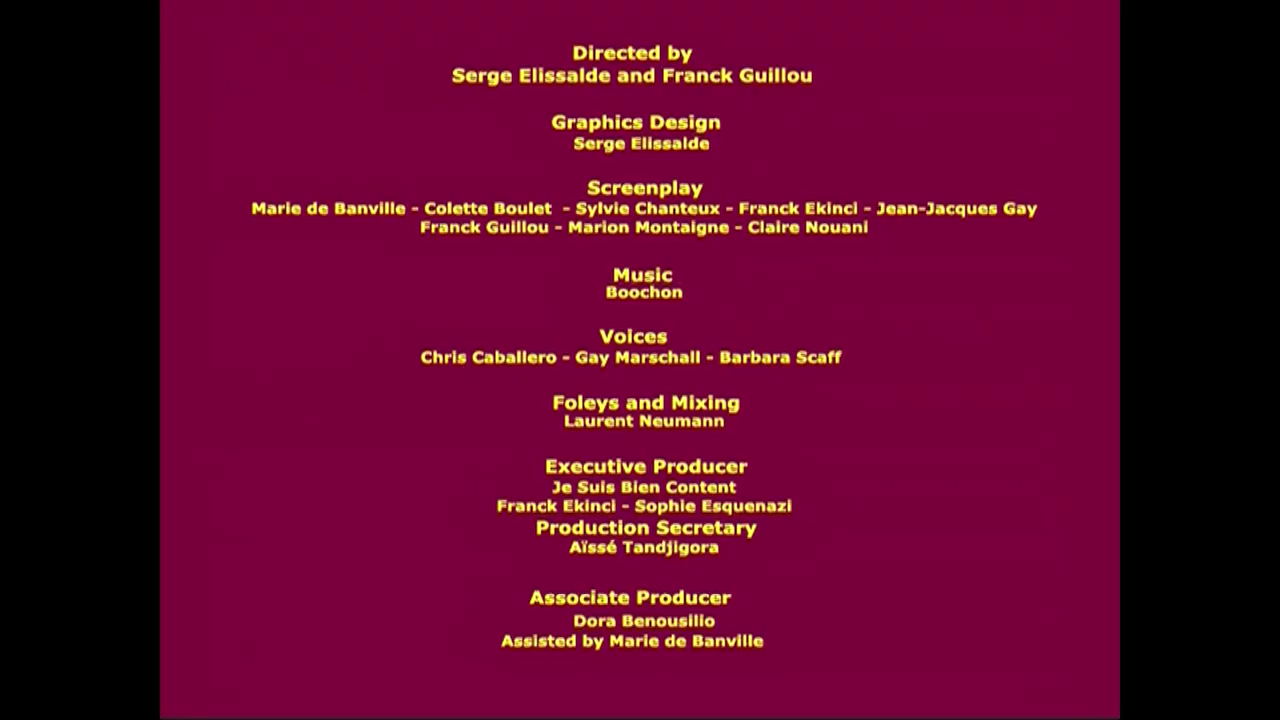 Directed by
Serge Elissalde and Franck Guillou
Graphics Design
Serge Elissalde
Screenplay
Marie de Banville - Colette Boulet - Sylvie Chanteux - Franck Ekinci - Jean-Jacques Gay
Franck Guillou - Marion Montaigne - Claire Nouani
Music
Boochon
Voices
Chris Caballero - Gay Marschall - Barbara Scaff
Foleys and Mixing
Laurent Neumann
Executive Producer
Je Suis Bien Content
Franck Ekinci - Sophie Esquenazi
Production Secretary
Aïssé Tandjigora
Associate Producer
Dora Benousilio
Assisted by Marie de Banville